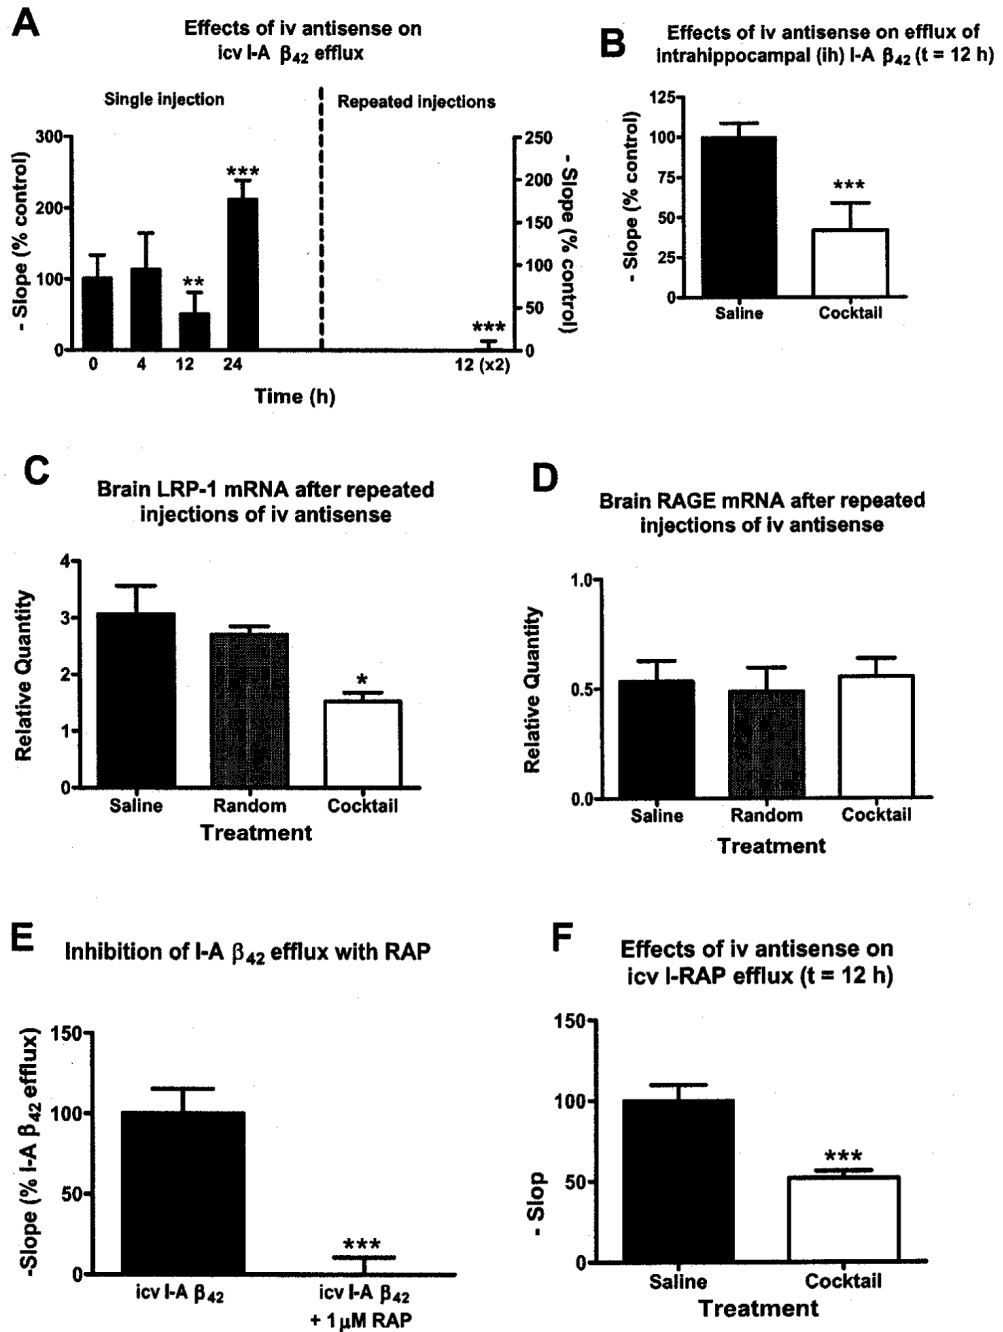 A
Effects of iv antisense on
icv I-A β42 efflux
Single injection
Repeated injections
- Slope (% control)
300
200
100
0
***
**
***
250
200
150
100
50
0
- Slope (% control)
0 4 12 24 12 (x2)
Time (h)
B
Effects of iv antisense on efflux of
intrahippocampal (ih) I-A β42 (t = 12 h)
- Slope (% control)
125
100
75
50
25
0
***
Saline Cocktail
C
Brain LRP-1 mRNA after repeated
injections of iv antisense
Relative Quantity
4
3
2
1
0
*
Saline Random Cocktail
Treatment
D
Brain RAGE mRNA after repeated
injections of iv antisense
Relative Quantity
1.0
0.5
0.0
Saline Random Cocktail
Treatment
E
Inhibition of I-A β42 efflux with RAP
-Slope (% I-A β42 efflux)
150
100
50
0
***
icv I-A β42
icv I-A β42
+ 1µM RAP
F
Effects of iv antisense on
icv I-RAP efflux (t = 12 h)
- Slop
150
100
50
0
***
Saline Cocktail
Treatment